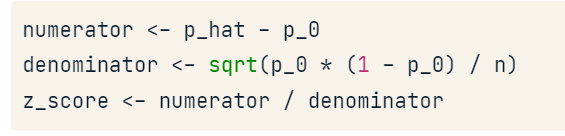 numerator <- p_hat - p_0
denominator <- sqrt(p_0 * (1 - p_0) / n)
z_score <- numerator / denominator